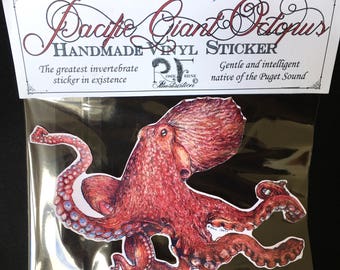 Pacific Giant Octopus
HANDMADE VINYL STICKER
The greatest invertebrate
sticker in existence
Gentle and intelligent
native of the Puget Sound
Illustration